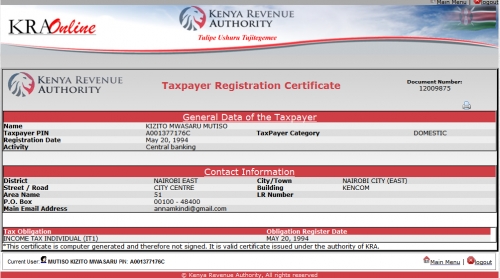 Main Menu | Logout
KRA Online
KENYA REVENUE
AUTHORITY
Tulipe Ushuru Tujitegemee
KENYA REVENUE
AUTHORITY
Taxpayer Registration Certificate
Document Number:
12009875
General Data of the Taxpayer
Name KIZITO MWASARU MUTISO
Taxpayer PIN A001377176C TaxPayer Category DOMESTIC
Registration Date May 20, 1994
Activity Central banking
Contact Information
District NAIROBI EAST City/Town NAIROBI CITY (EAST)
Street / Road CITY CENTRE Building KENCOM
Area Name 51 LR Number
P.O. Box 00100 - 48400
Main Email Address annamkindi@gmail.com
Tax Obligation Obligation Register Date
INCOME TAX INDIVIDUAL (IT1) MAY 20, 1994
*This certificate is computer generated and therefore not signed. It is valid certificate issued under the authority of KRA.
Current User: MUTISO KIZITO MWASARU PIN: A001377176C Main Menu | Logout
© Kenya Revenue Authority, All rights reserved